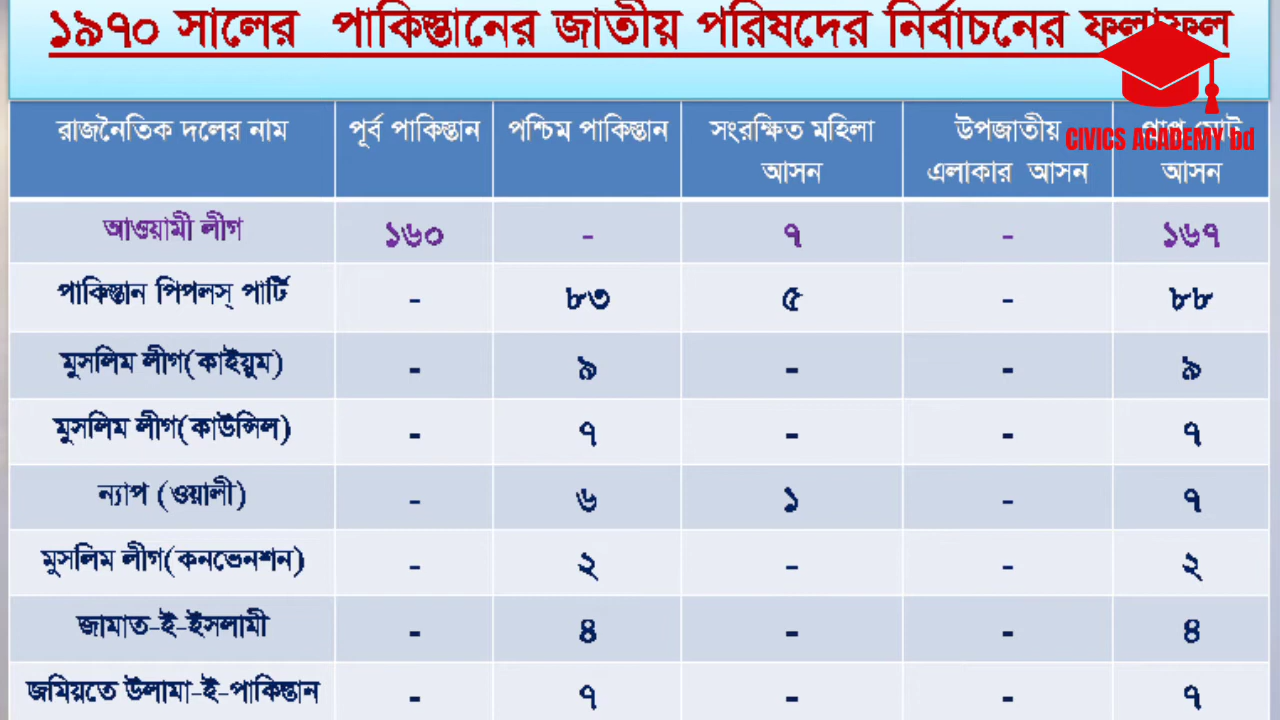 ১৯৭০ সালের পাকিস্তানের জাতীয় পরিষদের নির্বাচনের ফলাফল
রাজনৈতিক দলের নাম পূর্ব পাকিস্তান পশ্চিম পাকিস্তান সংরক্ষিত মহিলা আসন উপজাতীয় এলাকার আসন আসন
CIVICS ACADEMY bd
আওয়ামী লীগ ১৬০ - ৭ - ১৬৭
পাকিস্তান পিপলস্ পার্টি - ৮৩ ৫ - ৮৮
মুসলিম লীগ(কাইয়ুম) - ৯ - - ৯
মুসলিম লীগ(কাউন্সিল) - ৭ - - ৭
ন্যাপ (ওয়ালী) - ৬ ১ - ৭
মুসলিম লীগ(কনভেনশন) - ২ - - ২
জামাত-ই-ইসলামী - ৪ - - ৪
জমিয়তে উলামা-ই-পাকিস্তান - ৭ - - ৭